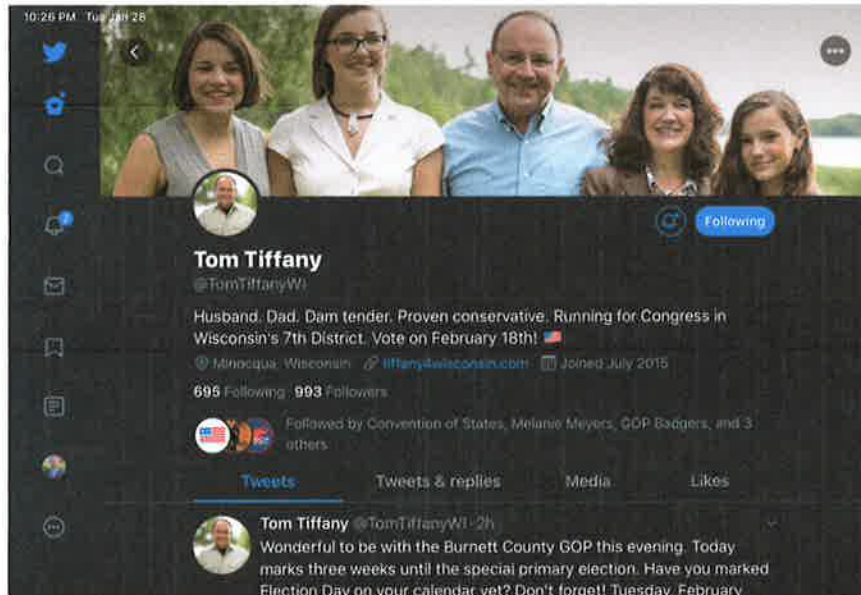 10:26 PM Tue Jan 28
2
Following
Tom Tiffany
@TomTiffanyWI
Husband. Dad. Dam tender. Proven conservative. Running for Congress in
Wisconsin's 7th District. Vote on February 18th! 🇺🇸
Minocqua, Wisconsin tiffany4wisconsin.com Joined July 2015
695 Following 993 Followers
Followed by Convention of States, Melanie Meyers, GOP Badgers, and 3
others
Tweets Tweets & replies Media Likes
Tom Tiffany @TomTiffanyWI · 2h
Wonderful to be with the Burnett County GOP this evening. Today
marks three weeks until the special primary election. Have you marked
Election Day on your calendar yet? Don't forget! Tuesday, February